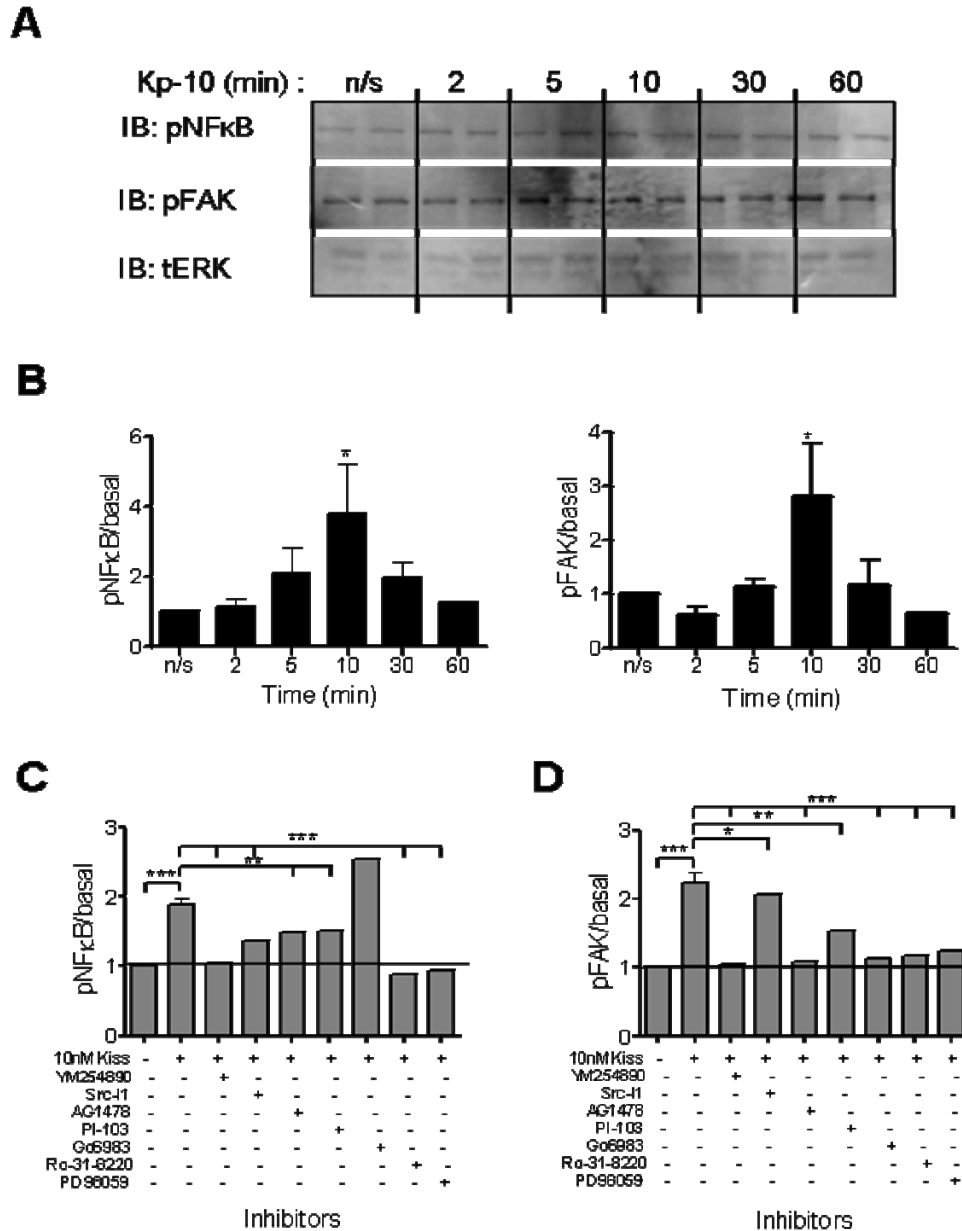 A
Kp-10 (min) : n/s 2 5 10 30 60
IB: pNFκB
IB: pFAK
IB: tERK
B
pNFκB/basal
6
4
2
0
*
n/s 2 5 10 30 60
Time (min)
pFAK/basal
4
3
2
1
0
*
n/s 2 5 10 30 60
Time (min)
C
pNFκB/basal
3
2
1
0
***
***
**
10nM Kiss - + + + + + + + +
YM254890 - - + - - - - - -
Src-I1 - - - + - - - - -
AG1478 - - - - + - - - -
PI-103 - - - - - + - - -
Go6983 - - - - - - + - -
Ro-31-8220 - - - - - - - + -
PD98059 - - - - - - - - +
Inhibitors
D
pFAK/basal
3
2
1
0
***
**
*
***
10nM Kiss - + + + + + + + +
YM254890 - - + - - - - - -
Src-I1 - - - + - - - - -
AG1478 - - - - + - - - -
PI-103 - - - - - + - - -
Go6983 - - - - - - + - -
Ro-31-8220 - - - - - - - + -
PD98059 - - - - - - - - +
Inhibitors